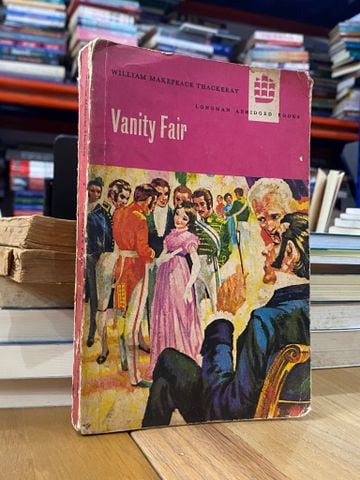 WILLIAM MAKEPEACE THACKERAY
LONGMAN ABRIDGED BOOKS
Vanity Fair